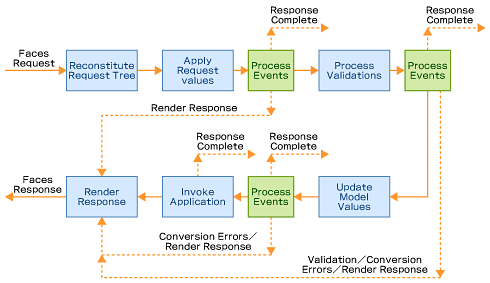 Response
Complete
Response
Complete
Faces
Request
Reconstitute
Request Tree
Apply
Request
values
Process
Events
Process
Validations
Process
Events
Render Response
Response
Complete
Response
Complete
Faces
Response
Render
Response
Invoke
Application
Process
Events
Update
Model
Values
Conversion Errors/
Render Response
Validation/Conversion
Errors/Render Response